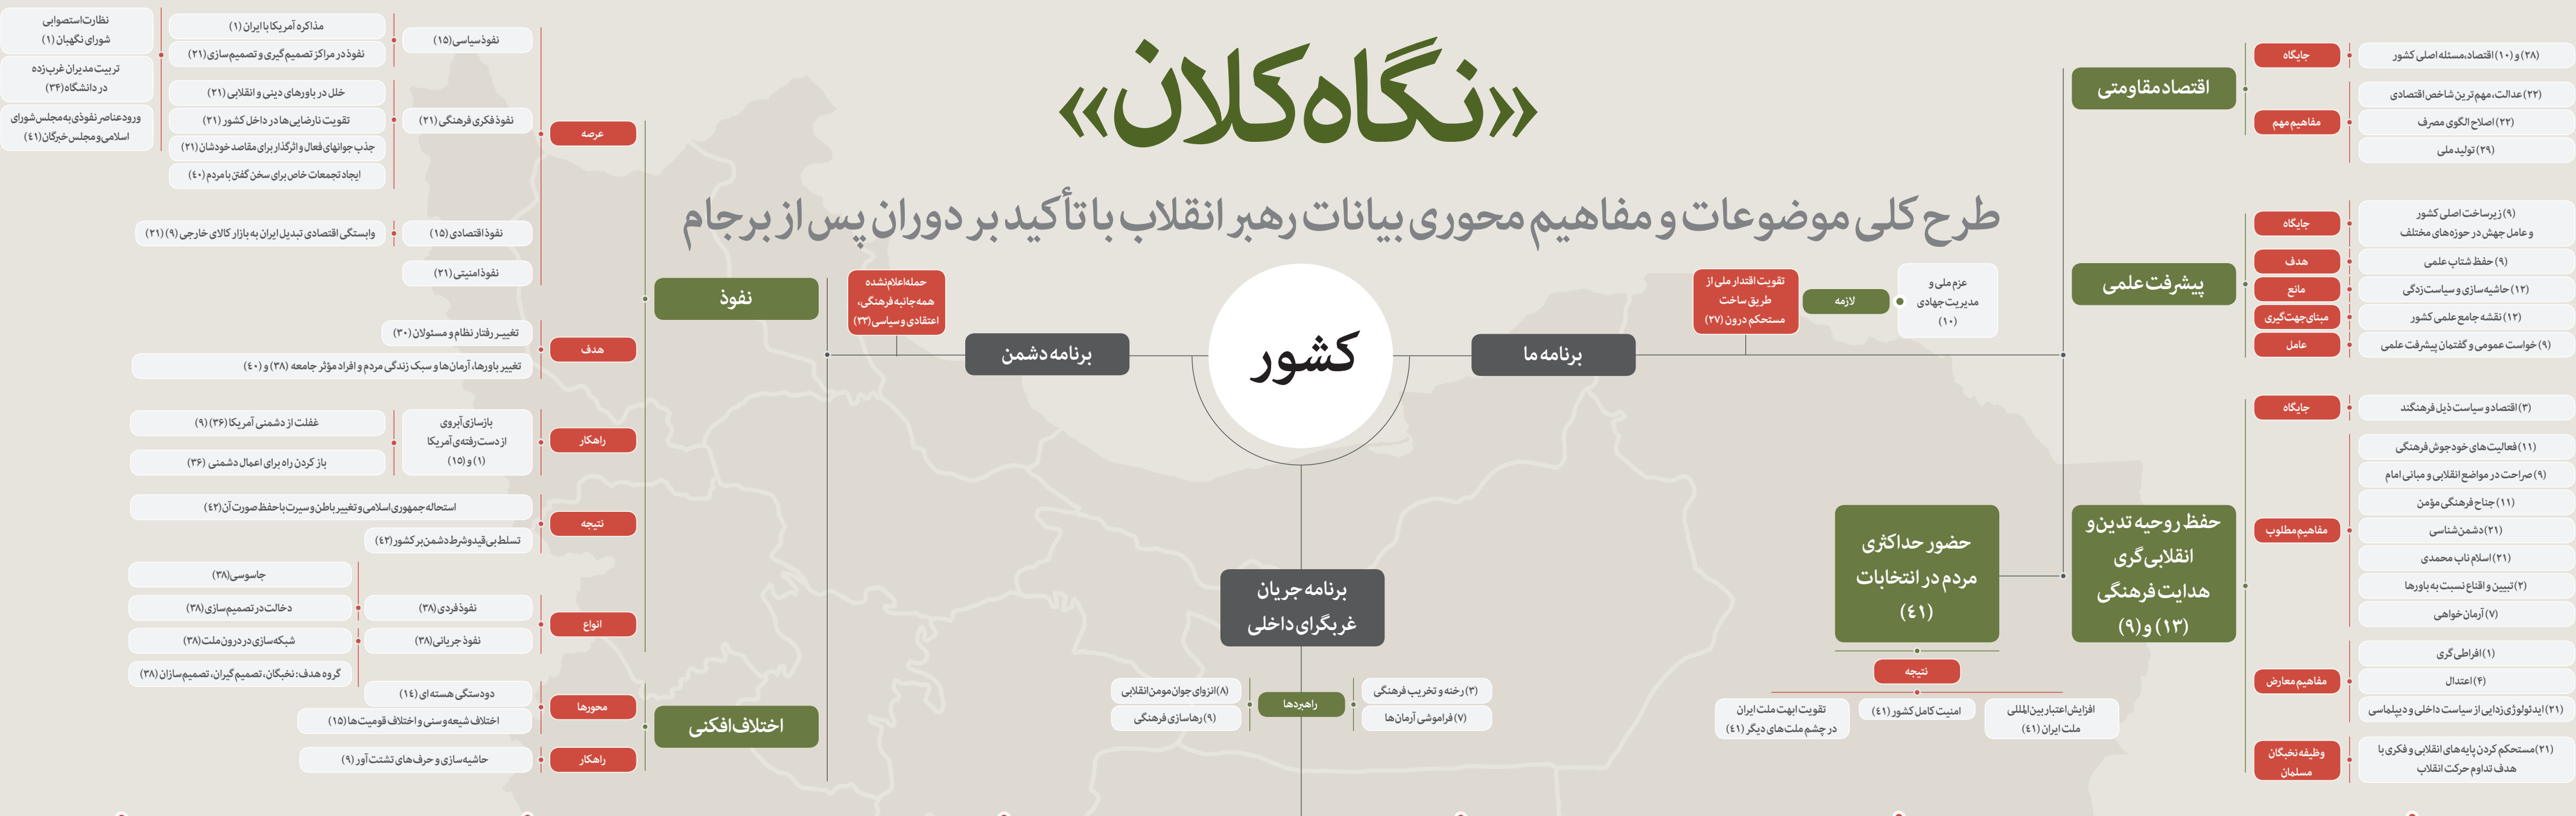 «نگاه کلان»
طرح کلی موضوعات و مفاهیم محوری بیانات رهبر انقلاب با تأکید بر دوران پس از برجام
کشور
برنامه ما
تقویت اقتدار ملی از
طریق ساخت
مستحکم درون (۲۷)
لازمه
عزم ملی و
مدیریت جهادی
(۱۰)
اقتصاد مقاومتی
جایگاه
(۲۸) و (۱۰) اقتصاد، مسئله اصلی کشور
مفاهیم مهم
(۲۲) عدالت، مهم‌ترین شاخص اقتصادی
(۲۲) اصلاح الگوی مصرف
(۲۹) تولید ملی
پیشرفت علمی
جایگاه
(۹) زیرساخت اصلی کشور
و عامل جهش در حوزه‌های مختلف
هدف
(۹) حفظ شتاب علمی
مانع
(۱۲) حاشیه‌سازی و سیاست‌زدگی
مبنای جهت‌گیری
(۱۲) نقشه جامع علمی کشور
عامل
(۹) خواست عمومی و گفتمان پیشرفت علمی
حفظ روحیه تدین و
انقلابی‌گری
هدایت فرهنگی
(۱۳) و (۹)
جایگاه
(۳) اقتصاد و سیاست ذیل فرهنگند
مفاهیم مطلوب
(۱۱) فعالیت‌های خودجوش فرهنگی
(۹) صراحت در مواضع انقلابی و مبانی امام
(۱۱) جناح فرهنگی مؤمن
(۲۱) دشمن‌شناسی
(۲۱) اسلام ناب محمدی
(۲) تبیین و اقناع نسبت به باورها
(۷) آرمان‌خواهی
مفاهیم معارض
(۱) افراطی‌گری
(۴) اعتدال
(۲۱) ایدئولوژی‌زدایی از سیاست داخلی و دیپلماسی
وظیفه نخبگان
مسلمان
(۲۱) مستحکم کردن پایه‌های انقلابی و فکری با
هدف تداوم حرکت انقلاب
حضور حداکثری
مردم در انتخابات
(٤١)
نتیجه
افزایش اعتبار بین‌المللی
ملت ایران (٤١)
امنیت کامل کشور (٤١)
تقویت ابهت ملت ایران
در چشم ملت‌های دیگر (٤١)
برنامه جریان
غربگرای داخلی
راهبردها
(۳) رخنه و تخریب فرهنگی
(۷) فراموشی آرمان‌ها
(۸) انزوای جوان مومن انقلابی
(۹) رهاسازی فرهنگی
برنامه دشمن
حمله اعلام نشده
همه جانبه فرهنگی،
اعتقادی و سیاسی (۳۳)
نفوذ
عرصه
نفوذ سیاسی (۱۵)
مذاکره آمریکا با ایران (۱)
نفوذ در مراکز تصمیم‌گیری و تصمیم‌سازی (۲۱)
نظارت استصوابی
شورای نگهبان (۱)
تربیت مدیران غرب‌زده
در دانشگاه (۳۴)
ورود عناصر نفوذی به مجلس شورای
اسلامی و مجلس خبرگان (٤١)
نفوذ فکری فرهنگی (۲۱)
خلل در باورهای دینی و انقلابی (۲۱)
تقویت نارضایی‌ها در داخل کشور (۲۱)
جذب جوانهای فعال و اثرگذار برای مقاصد خودشان (۲۱)
ایجاد تجمعات خاص برای سخن گفتن با مردم (٤٠)
نفوذ اقتصادی (۱۵)
وابستگی اقتصادی تبدیل ایران به بازار کالای خارجی (۹) (۲۱)
نفوذ امنیتی (۲۱)
هدف
تغییر رفتار نظام و مسئولان (۳۰)
تغییر باورها، آرمان‌ها و سبک زندگی مردم و افراد مؤثر جامعه (۳۸) و (٤٠)
راهکار
بازسازی آبروی
از دست رفته‌ی آمریکا
(۱) و (۱۵)
غفلت از دشمنی آمریکا (۳۶) (۹)
باز کردن راه برای اعمال دشمنی (۳۶)
نتیجه
استحاله جمهوری اسلامی و تغییر باطن و سیرت با حفظ صورت آن (٤٢)
تسلط بی قید و شرط دشمن بر کشور (٤٢)
انواع
نفوذ فردی (۳۸)
جاسوسی (۳۸)
دخالت در تصمیم‌سازی (۳۸)
نفوذ جریانی (۳۸)
شبکه‌سازی در درون ملت (۳۸)
گروه هدف: نخبگان، تصمیم‌گیران، تصمیم‌سازان (۳۸)
اختلاف‌افکنی
محورها
دودستگی هسته‌ای (١٤)
اختلاف شیعه و سنی و اختلاف قومیت‌ها (۱۵)
راهکار
حاشیه‌سازی و حرف‌های تشتت‌آور (۹)